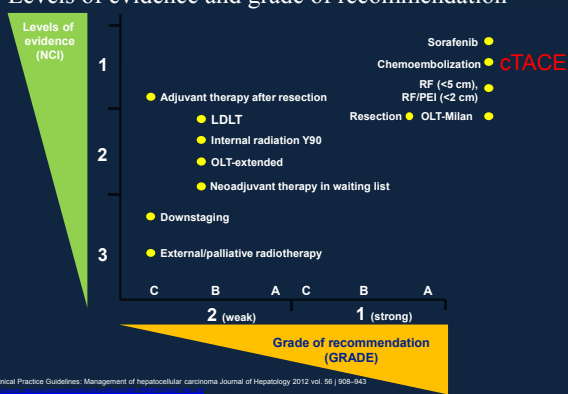 Levels of evidence and grade of recommendation
Levels of
evidence
(NCI)
1
2
3
Sorafenib
Chemoembolization
cTACE
RF (<5 cm),
RF/PEI (<2 cm)
Adjuvant therapy after resection
LDLT
Resection
OLT-Milan
Internal radiation Y90
OLT-extended
Neoadjuvant therapy in waiting list
Downstaging
External/palliative radiotherapy
C B A C B A
2 (weak) 1 (strong)
Grade of recommendation
(GRADE)
nical Practice Guidelines: Management of hepatocellular carcinoma Journal of Hepatology 2012 vol. 56 | 908–943